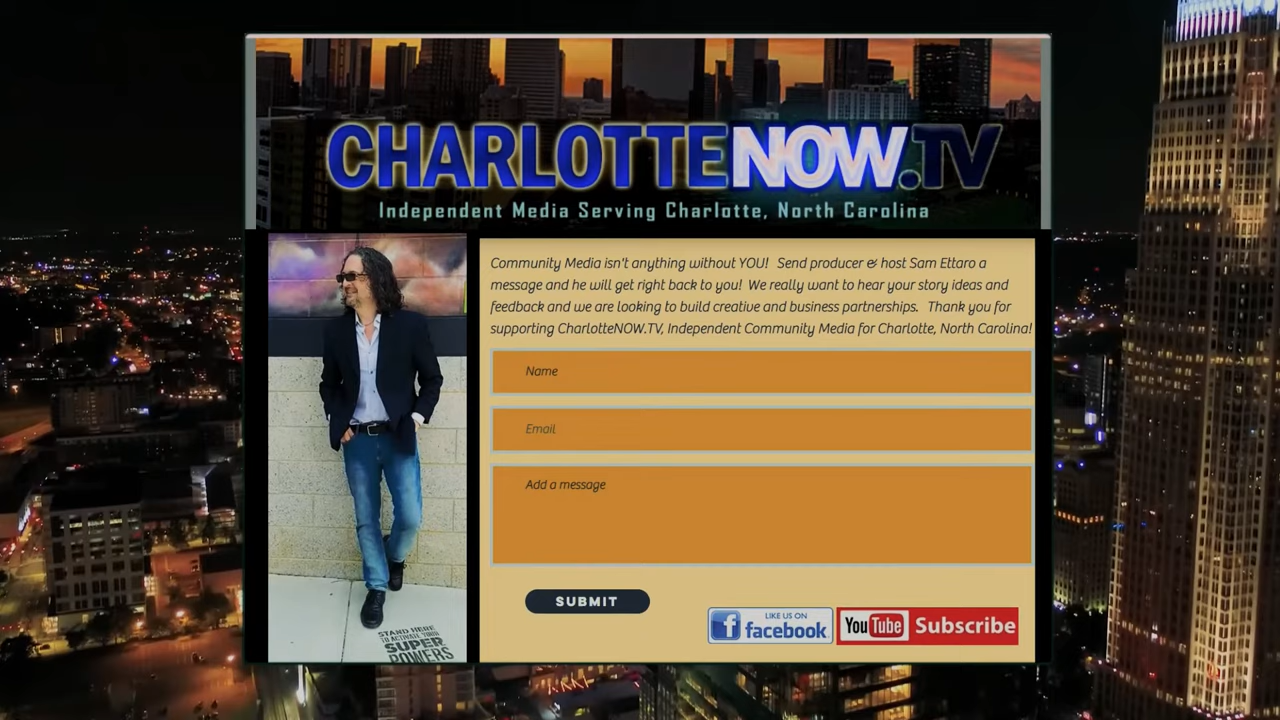 CHARLOTTENOW.TV
Independent Media Serving Charlotte, North Carolina
Community Media isn't anything without YOU! Send producer & host Sam Ettaro a
message and he will get right back to you! We really want to hear your story ideas and
feedback and we are looking to build creative and business partnerships. Thank you for
supporting CharlotteNOW.TV, Independent Community Media for Charlotte, North Carolina!
Name
Email
Add a message
SUBMIT
LIKE US ON
facebook
YouTube Subscribe
STAND HERE
TO ACTIVATE YOUR
SUPER
POWERS